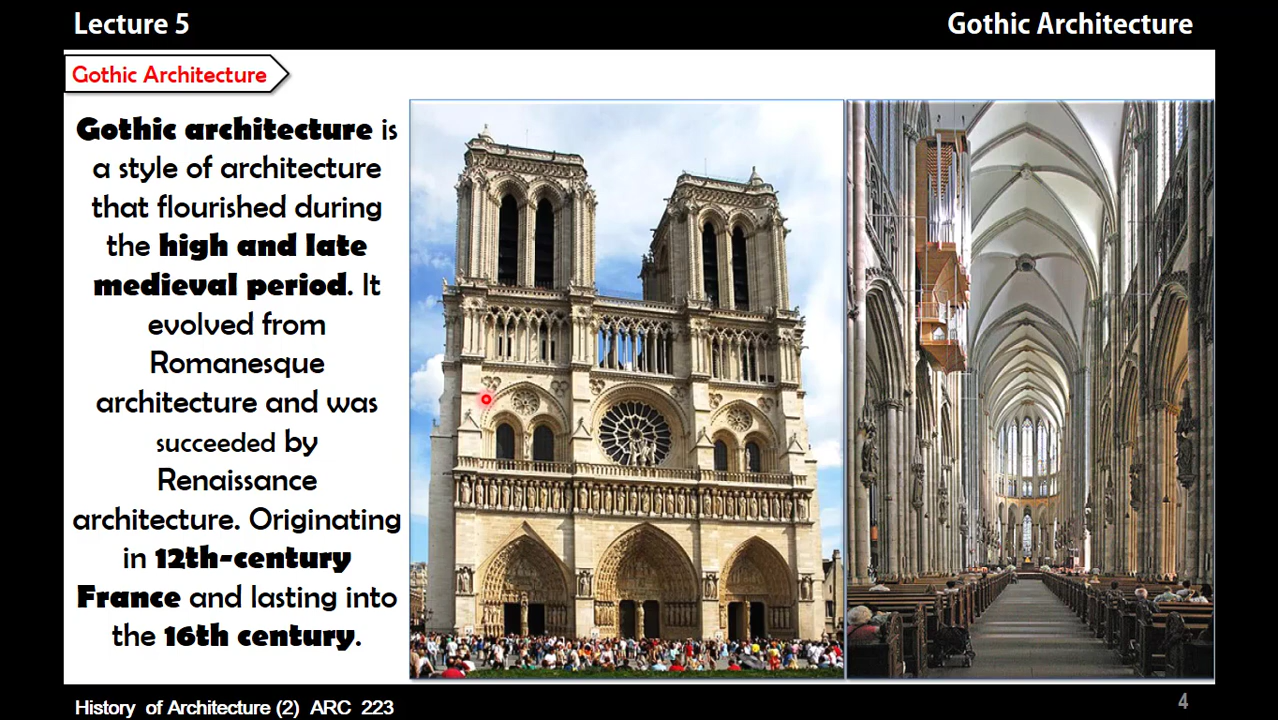 Lecture 5
Gothic Architecture
Gothic Architecture
Gothic architecture is
a style of architecture
that flourished during
the high and late
medieval period. It
evolved from
Romanesque
architecture and was
succeeded by
Renaissance
architecture. Originating
in 12th-century
France and lasting into
the 16th century.
History of Architecture (2) ARC 223
4